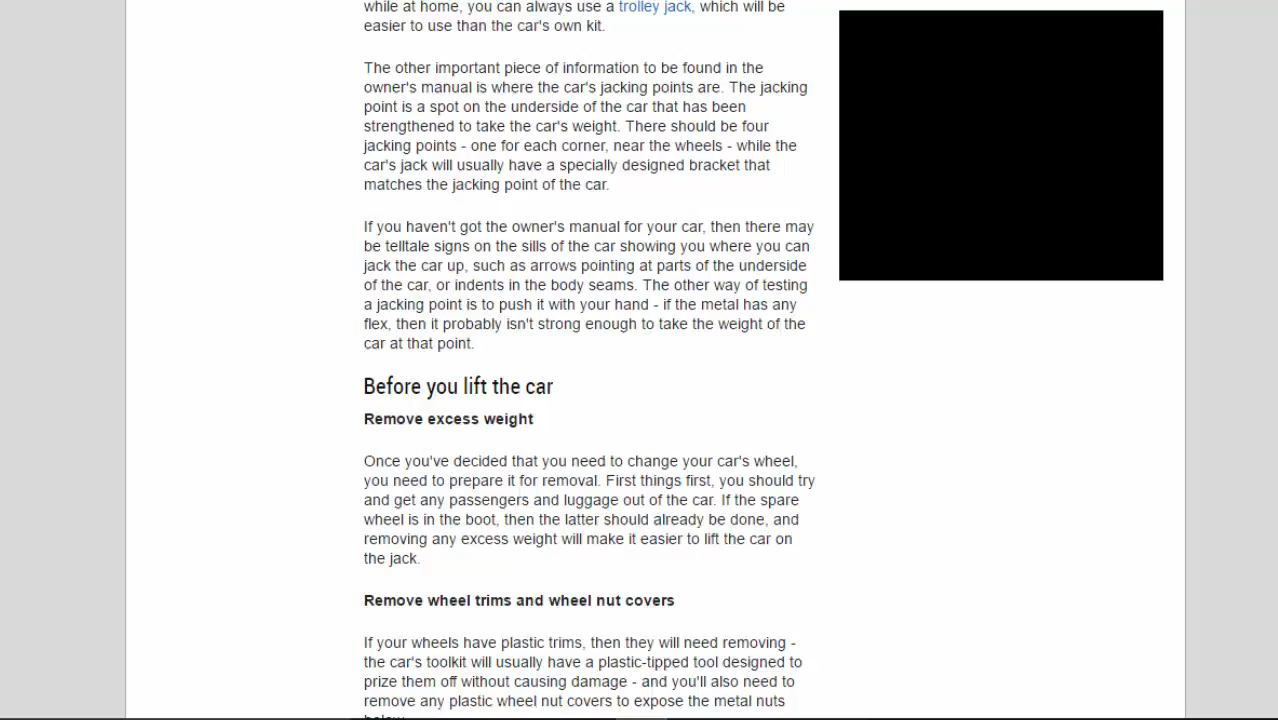 while at home, you can always use a trolley jack, which will be
easier to use than the car's own kit.
The other important piece of information to be found in the
owner's manual is where the car's jacking points are. The jacking
point is a spot on the underside of the car that has been
strengthened to take the car's weight. There should be four
jacking points - one for each corner, near the wheels - while the
car's jack will usually have a specially designed bracket that
matches the jacking point of the car.
If you haven't got the owner's manual for your car, then there may
be telltale signs on the sills of the car showing you where you can
jack the car up, such as arrows pointing at parts of the underside
of the car, or indents in the body seams. The other way of testing
a jacking point is to push it with your hand - if the metal has any
flex, then it probably isn't strong enough to take the weight of the
car at that point.
Before you lift the car
Remove excess weight
Once you've decided that you need to change your car's wheel,
you need to prepare it for removal. First things first, you should try
and get any passengers and luggage out of the car. If the spare
wheel is in the boot, then the latter should already be done, and
removing any excess weight will make it easier to lift the car on
the jack.
Remove wheel trims and wheel nut covers
If your wheels have plastic trims, then they will need removing -
the car's toolkit will usually have a plastic-tipped tool designed to
prize them off without causing damage - and you'll also need to
remove any plastic wheel nut covers to expose the metal nuts